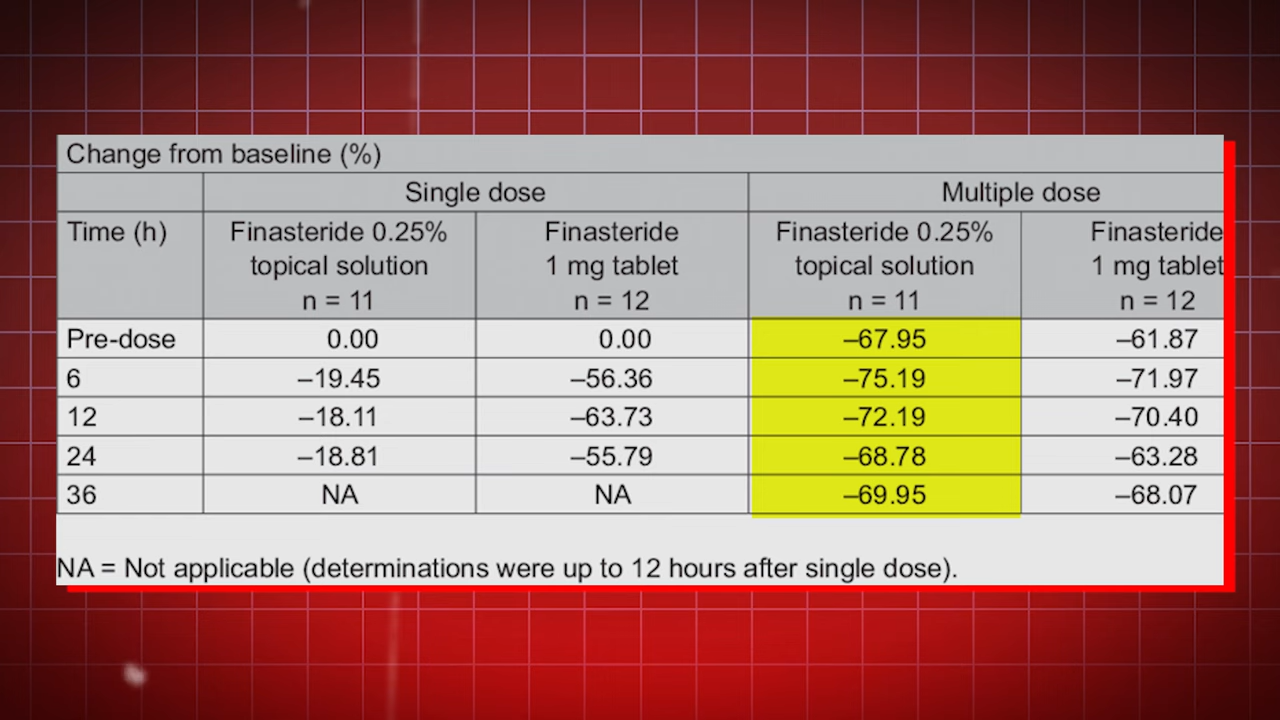 Change from baseline (%)
Single dose Multiple dose
Time (h) Finasteride 0.25% Finasteride Finasteride 0.25% Finasteride
topical solution 1 mg tablet topical solution 1 mg tablet
n = 11 n = 12 n = 11 n = 12
Pre-dose 0.00 0.00 –67.95 –61.87
6 –19.45 –56.36 –75.19 –71.97
12 –18.11 –63.73 –72.19 –70.40
24 –18.81 –55.79 –68.78 –63.28
36 NA NA –69.95 –68.07
NA = Not applicable (determinations were up to 12 hours after single dose).